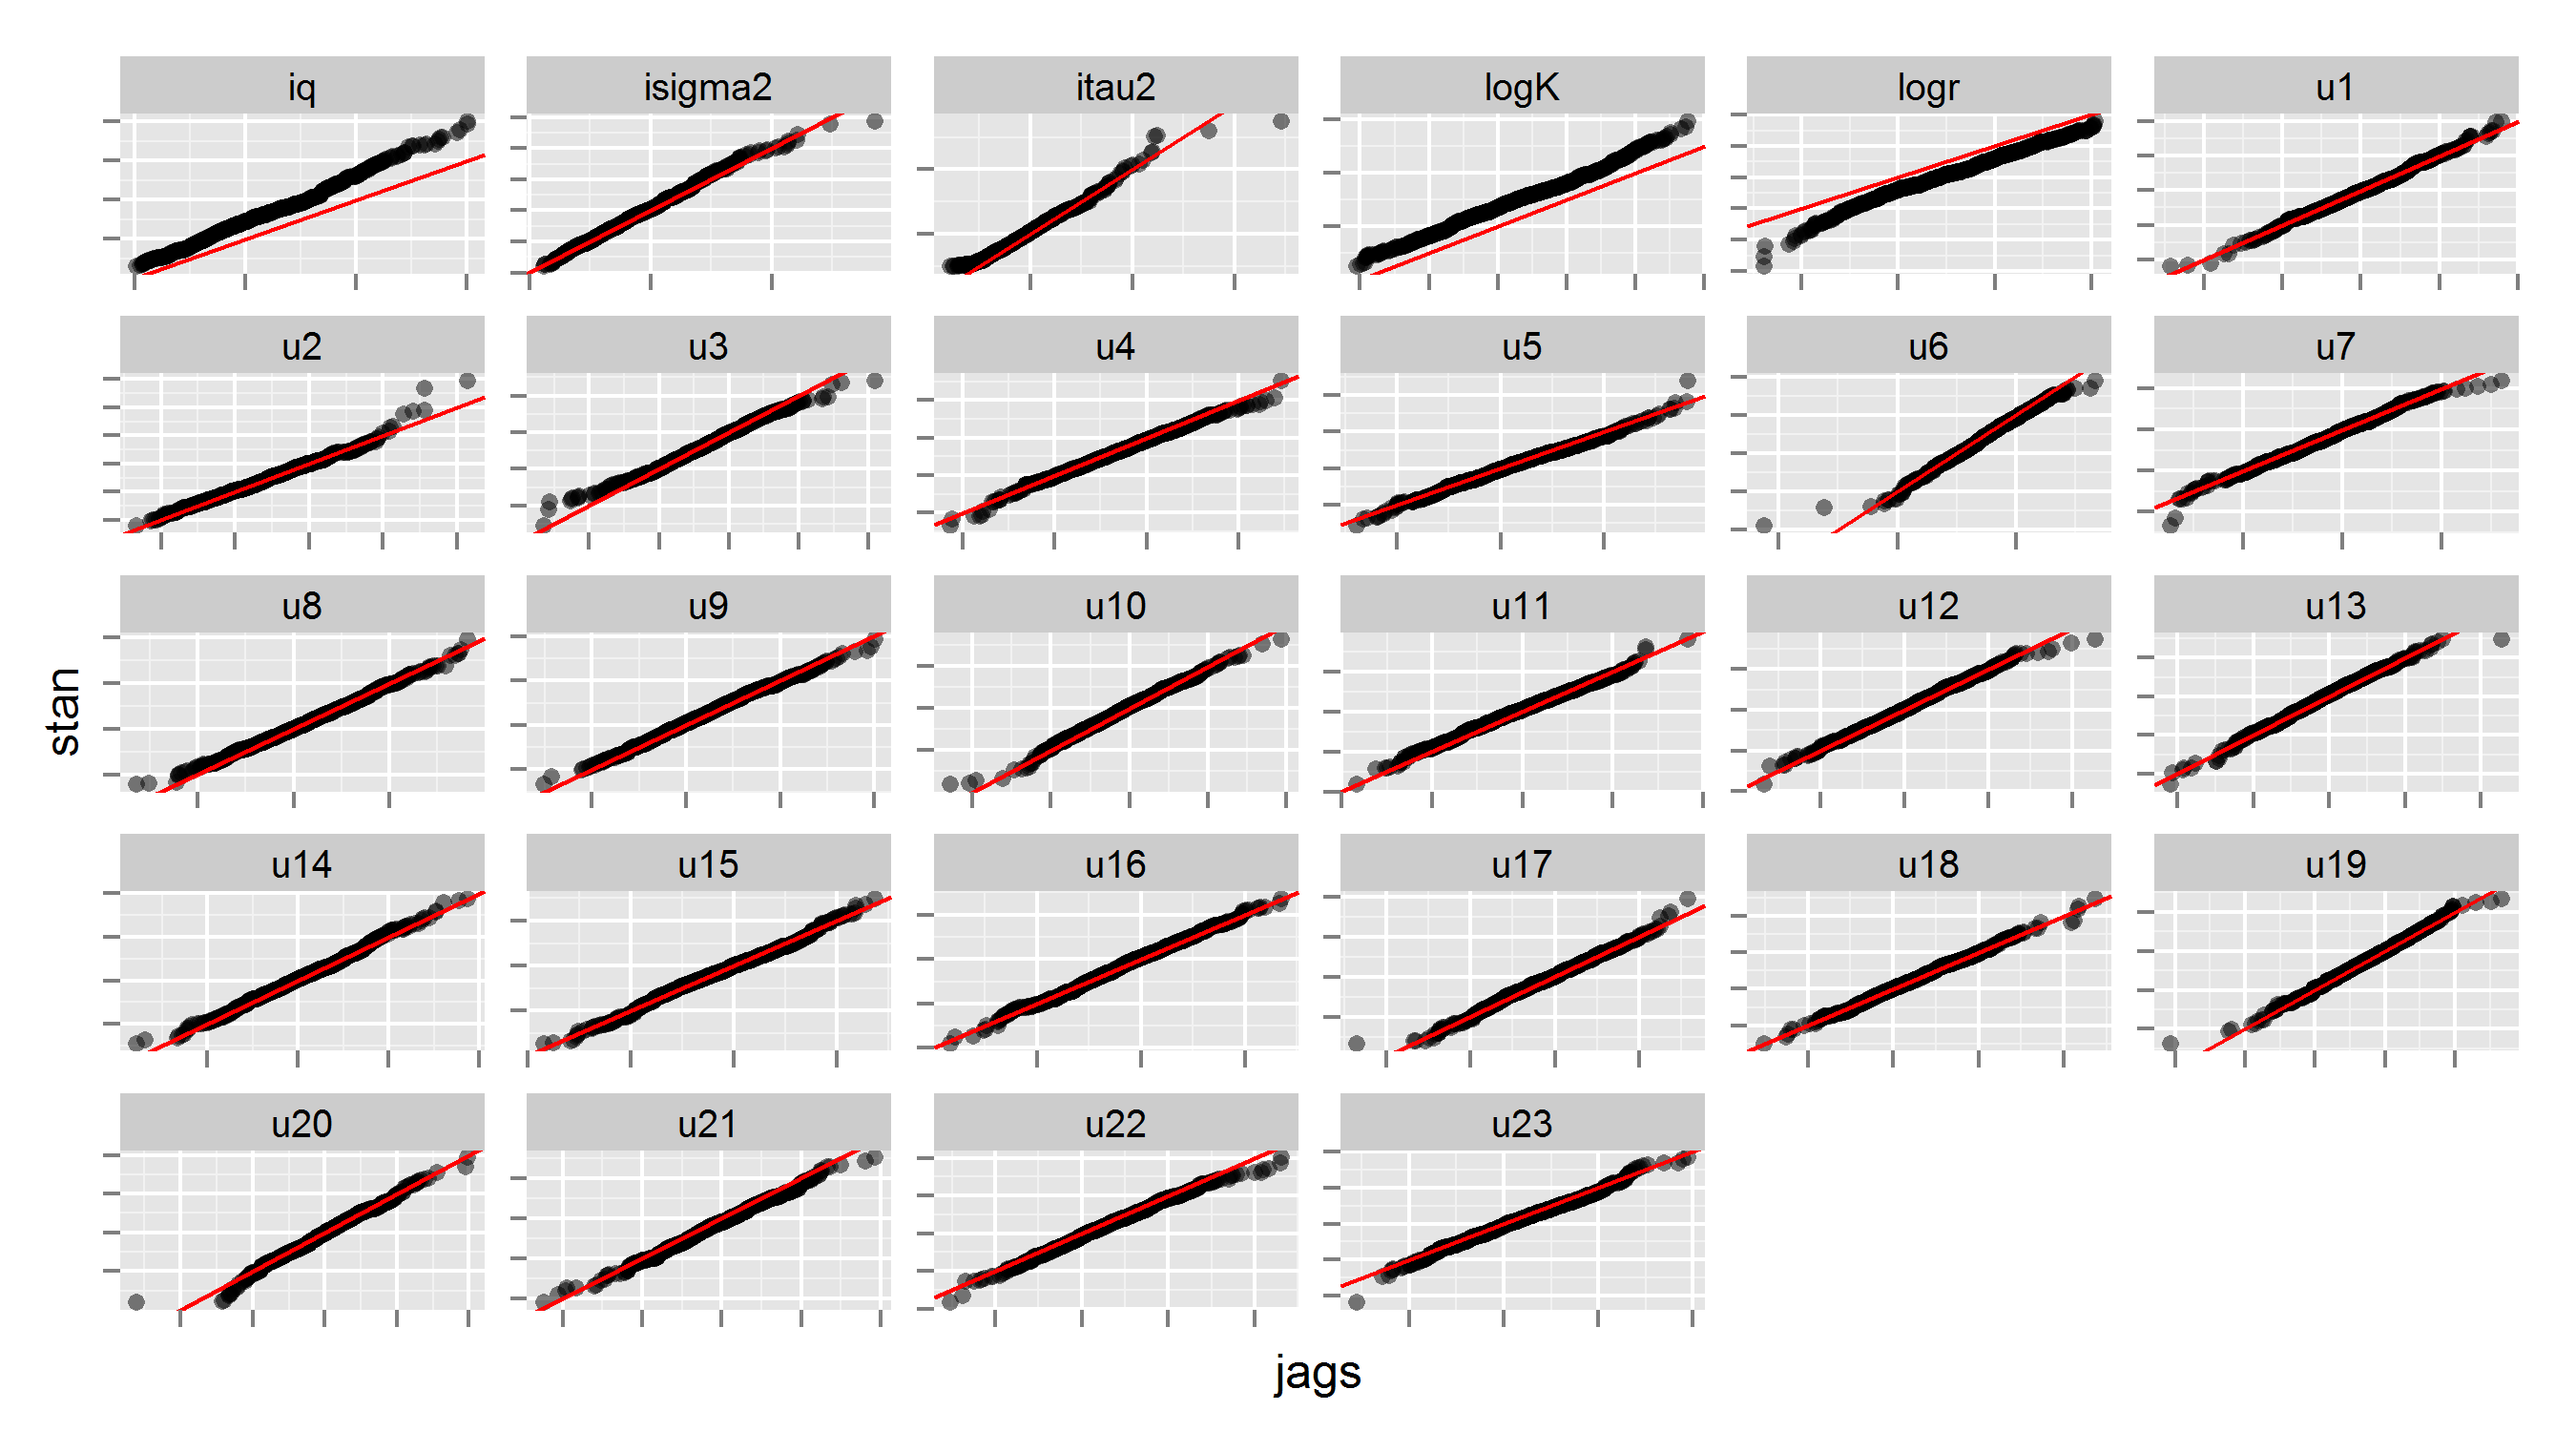 iq isigma2 itau2 logK logr u1
u2 u3 u4 u5 u6 u7
u8 u9 u10 u11 u12 u13
stan
u14 u15 u16 u17 u18 u19
u20 u21 u22 u23
jags